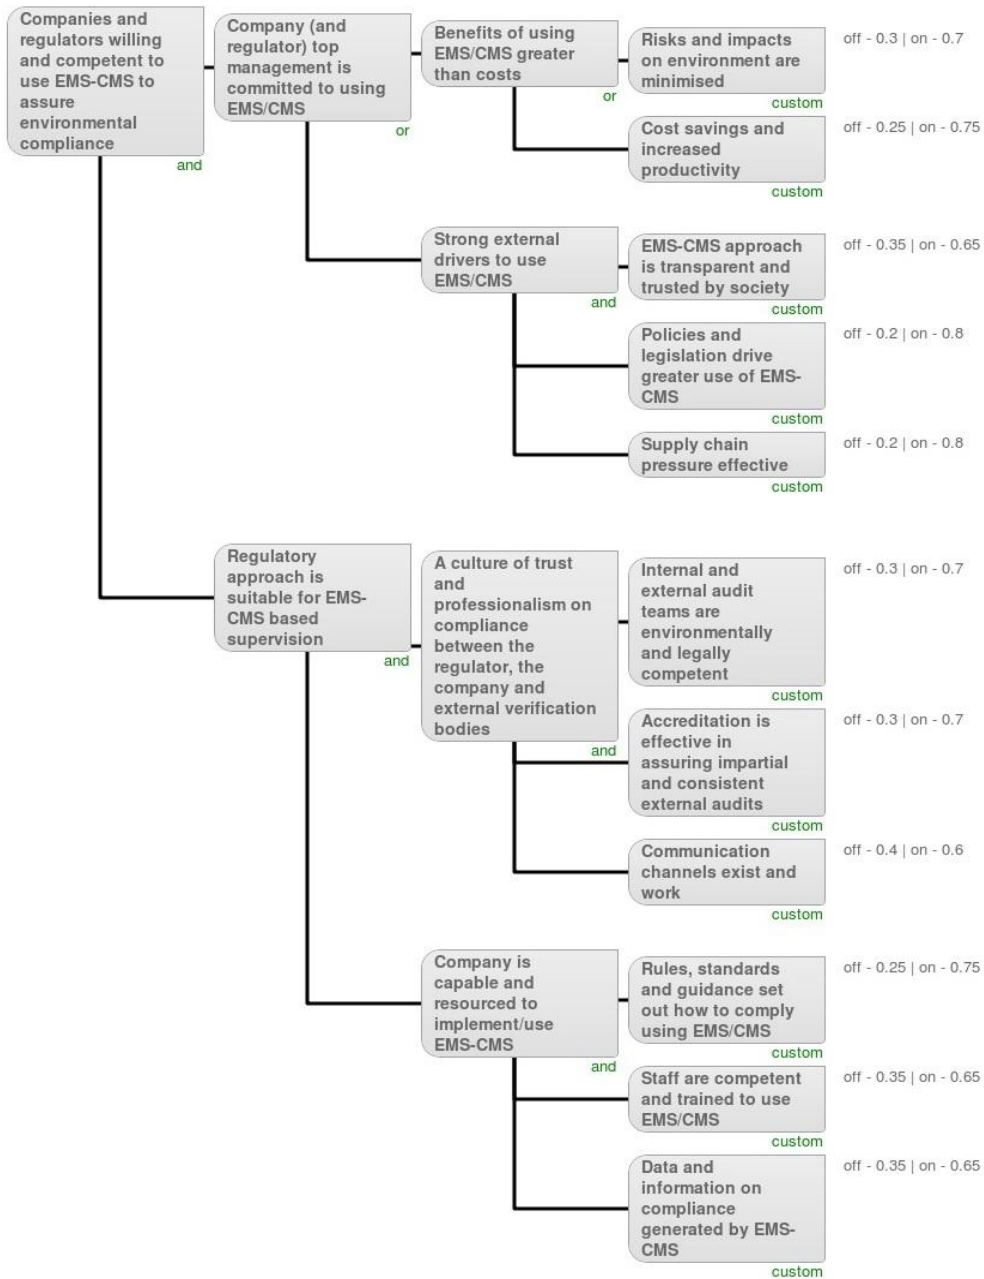 Companies and
regulators willing
and competent to
use EMS-CMS to
assure
environmental
compliance
and
Company (and
regulator) top
management is
committed to using
EMS/CMS
or
Benefits of using
EMS/CMS greater
than costs
or
Risks and impacts
on environment are
minimised
custom
off - 0.3 | on - 0.7
Cost savings and
increased
productivity
custom
off - 0.25 | on - 0.75
Strong external
drivers to use
EMS/CMS
and
EMS-CMS approach
is transparent and
trusted by society
custom
off - 0.35 | on - 0.65
Policies and
legislation drive
greater use of EMS-
CMS
custom
off - 0.2 | on - 0.8
Supply chain
pressure effective
custom
off - 0.2 | on - 0.8
Regulatory
approach is
suitable for EMS-
CMS based
supervision
and
A culture of trust
and
professionalism on
compliance
between the
regulator, the
company and
external verification
bodies
and
Internal and
external audit
teams are
environmentally
and legally
competent
custom
off - 0.3 | on - 0.7
Accreditation is
effective in
assuring impartial
and consistent
external audits
custom
off - 0.3 | on - 0.7
Communication
channels exist and
work
custom
off - 0.4 | on - 0.6
Company is
capable and
resourced to
implement/use
EMS-CMS
and
Rules, standards
and guidance set
out how to comply
using EMS/CMS
custom
off - 0.25 | on - 0.75
Staff are competent
and trained to use
EMS/CMS
custom
off - 0.35 | on - 0.65
Data and
information on
compliance
generated by EMS-
CMS
custom
off - 0.35 | on - 0.65